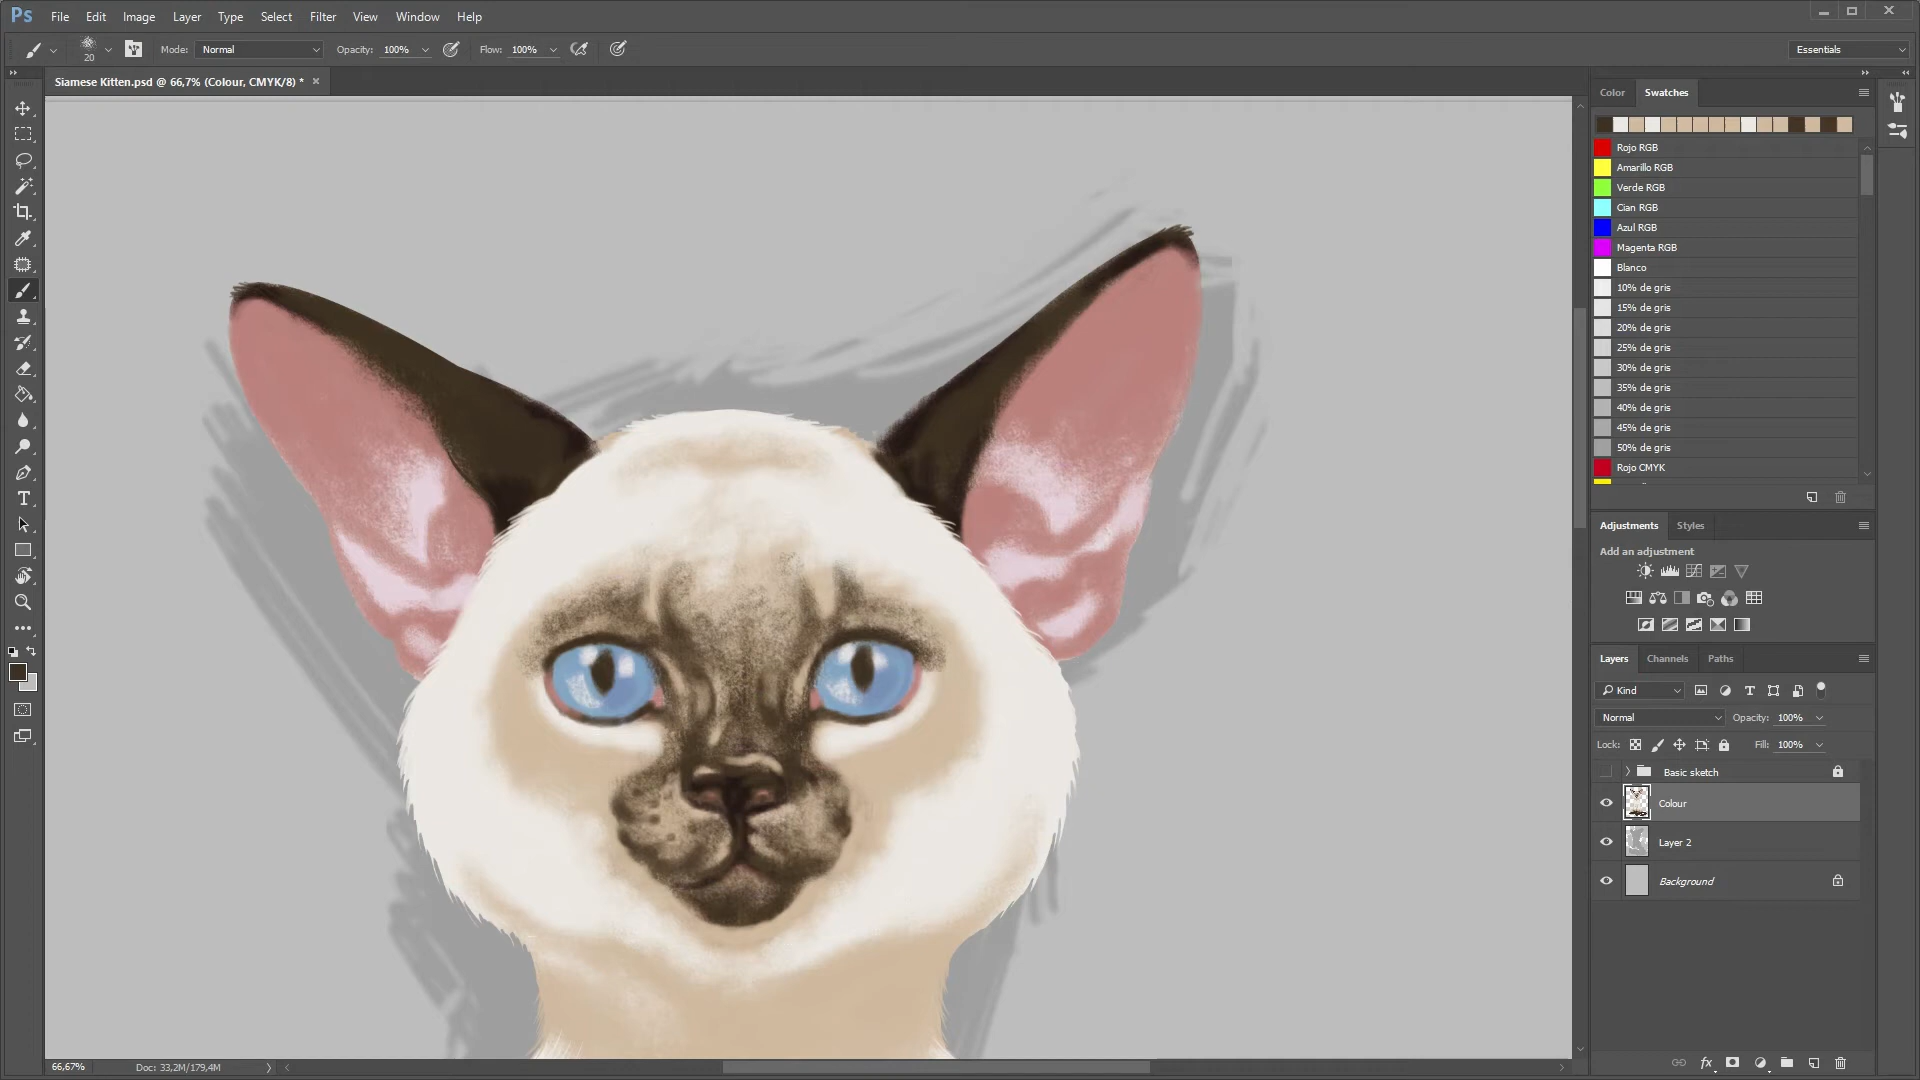 Ps File Edit Image Layer Type Select Filter View Window Help
20 Mode: Normal Opacity: 100% Flow: 100% Essentials
Siamese Kitten.psd @ 66,7% (Colour, CMYK/8) *
Color Swatches
Rojo RGB
Amarillo RGB
Verde RGB
Cian RGB
Azul RGB
Magenta RGB
Blanco
10% de gris
15% de gris
20% de gris
25% de gris
30% de gris
35% de gris
40% de gris
45% de gris
50% de gris
Rojo CMYK
Adjustments Styles
Add an adjustment
Layers Channels Paths
Kind
Normal Opacity: 100%
Lock: Fill: 100%
Basic sketch
Colour
Layer 2
Background
66,67% Doc: 33,2M/179,4M